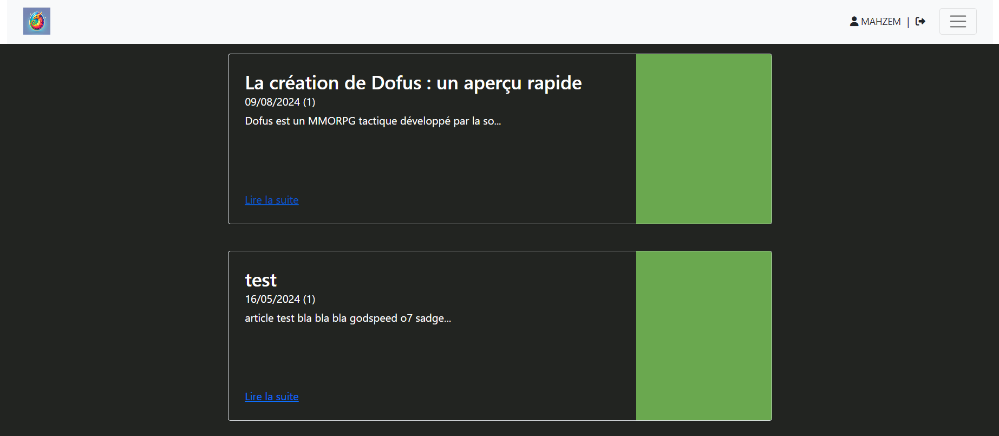 MAHZEM |
La création de Dofus : un aperçu rapide
09/08/2024 (1)
Dofus est un MMORPG tactique développé par la so...
Lire la suite
test
16/05/2024 (1)
article test bla bla bla godspeed o7 sadge...
Lire la suite